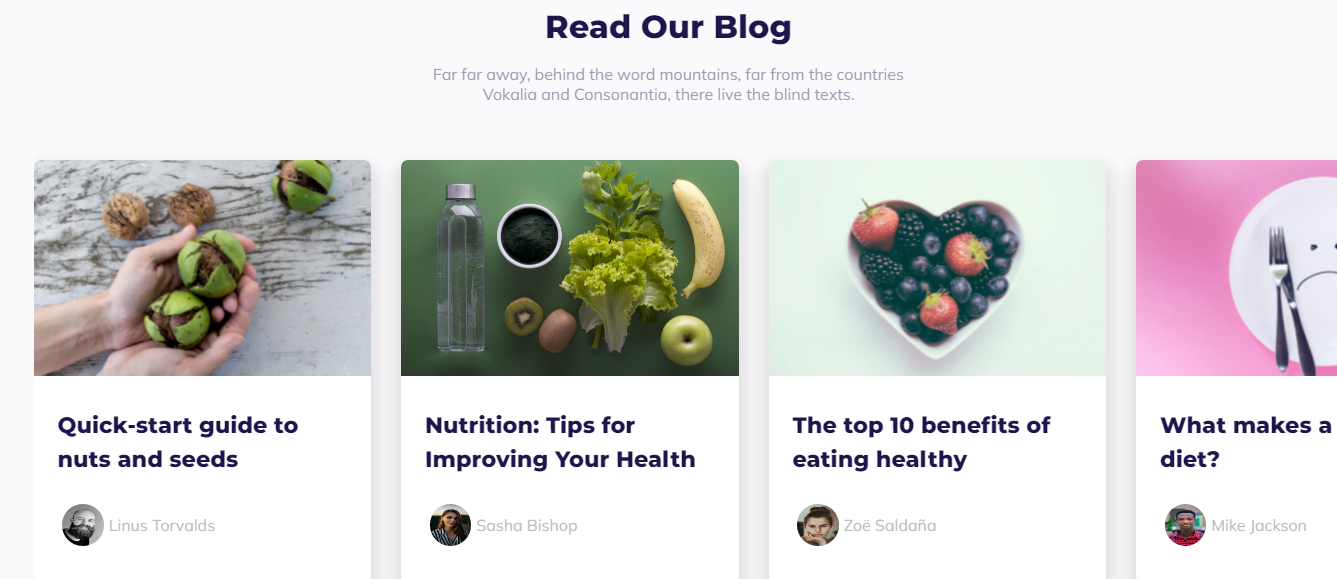 Read Our Blog
Far far away, behind the word mountains, far from the countries
Vokalia and Consonantia, there live the blind texts.
Quick-start guide to
nuts and seeds
Linus Torvalds
Nutrition: Tips for
Improving Your Health
Sasha Bishop
The top 10 benefits of
eating healthy
Zoë Saldaña
What makes a
diet?
Mike Jackson